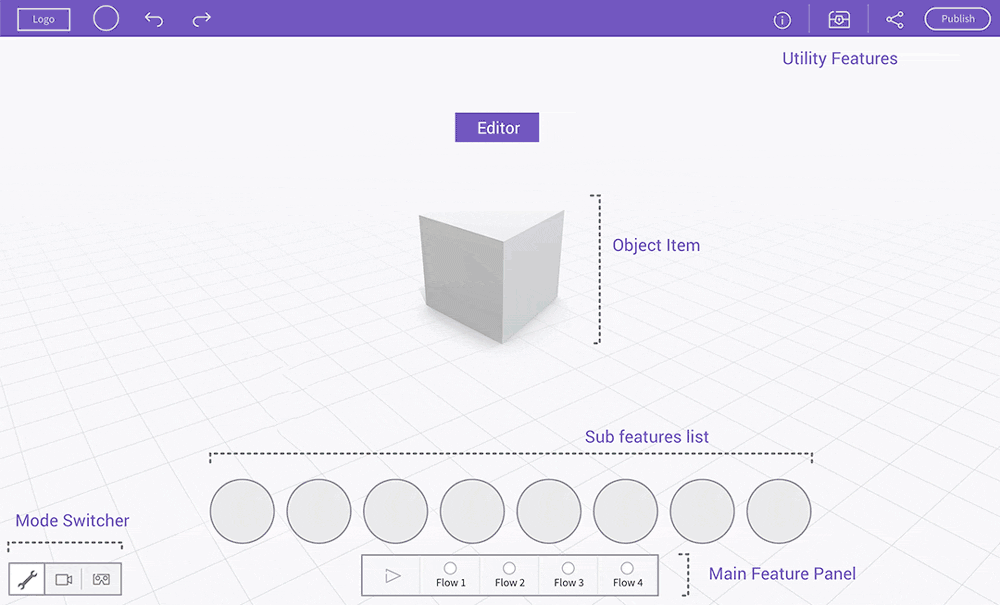 Logo
Publish
Utility Features
Editor
Object Item
Sub features list
Mode Switcher
Flow 1
Flow 2
Flow 3
Flow 4
Main Feature Panel